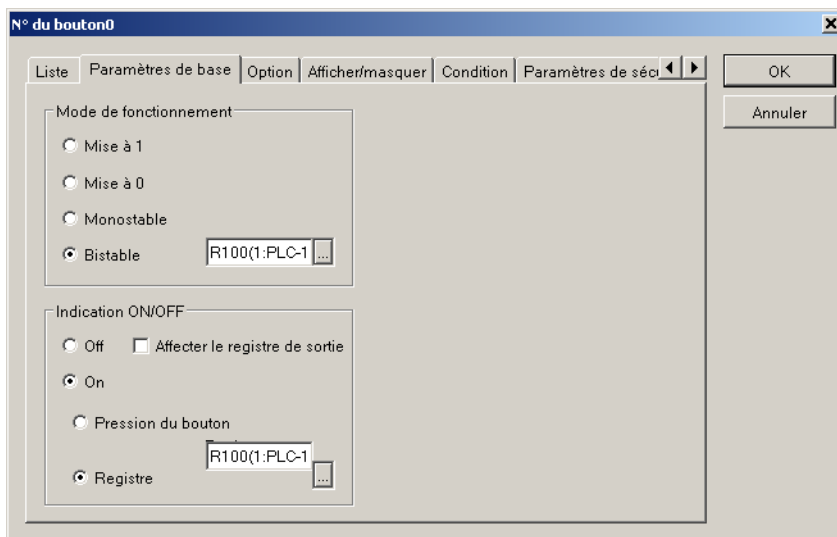 N° du bouton0
Liste
Paramètres de base
Option
Afficher/masquer
Condition
Paramètres de séc
OK
Annuler
Mode de fonctionnement
Mise à 1
Mise à 0
Monostable
Bistable
R100(1:PLC-1
...
Indication ON/OFF
Off
Affecter le registre de sortie
On
Pression du bouton
R100(1:PLC-1
Registre
...